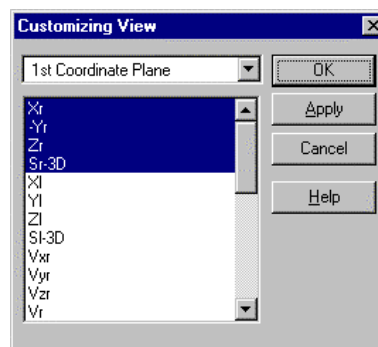 Customizing View
1st Coordinate Plane
OK
Xr
-Yr
Zr
Sr-3D
Xl
Yl
Zl
Sl-3D
Vxr
Vyr
Vzr
Vr
Apply
Cancel
Help